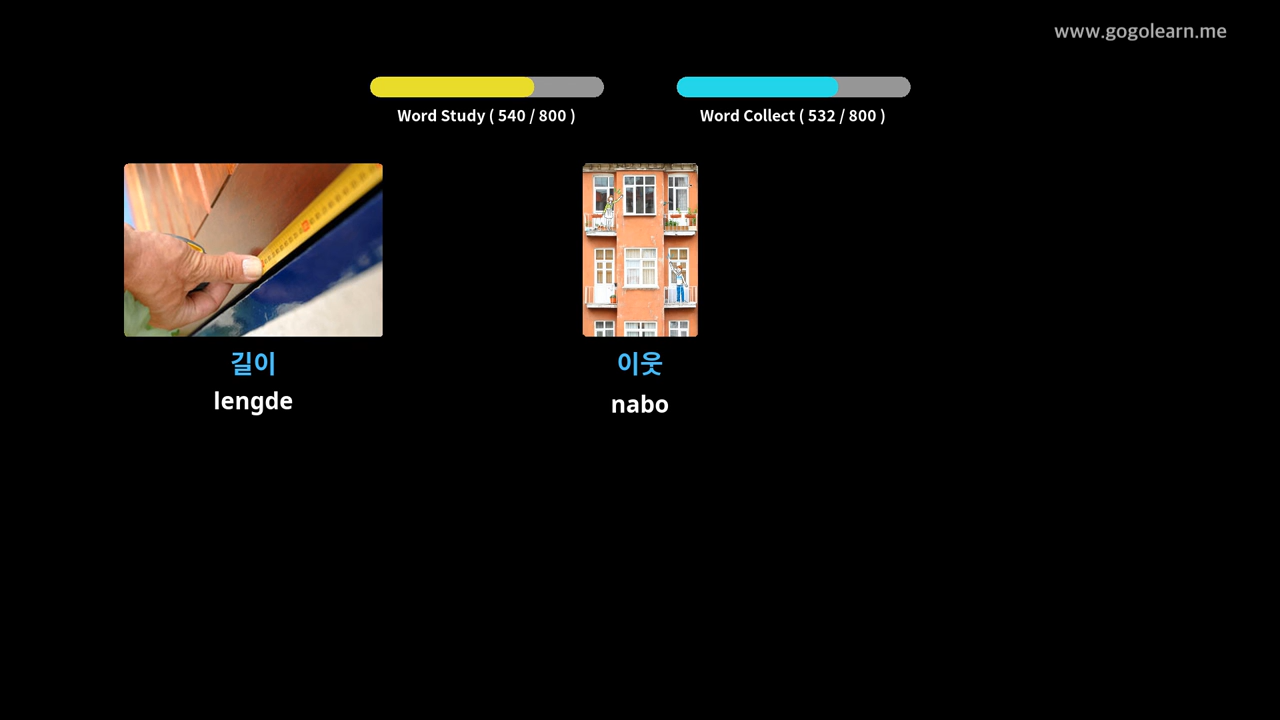 www.gogolearn.me
Word Study ( 540 / 800 )
Word Collect ( 532 / 800 )
길이
lengde
이웃
nabo